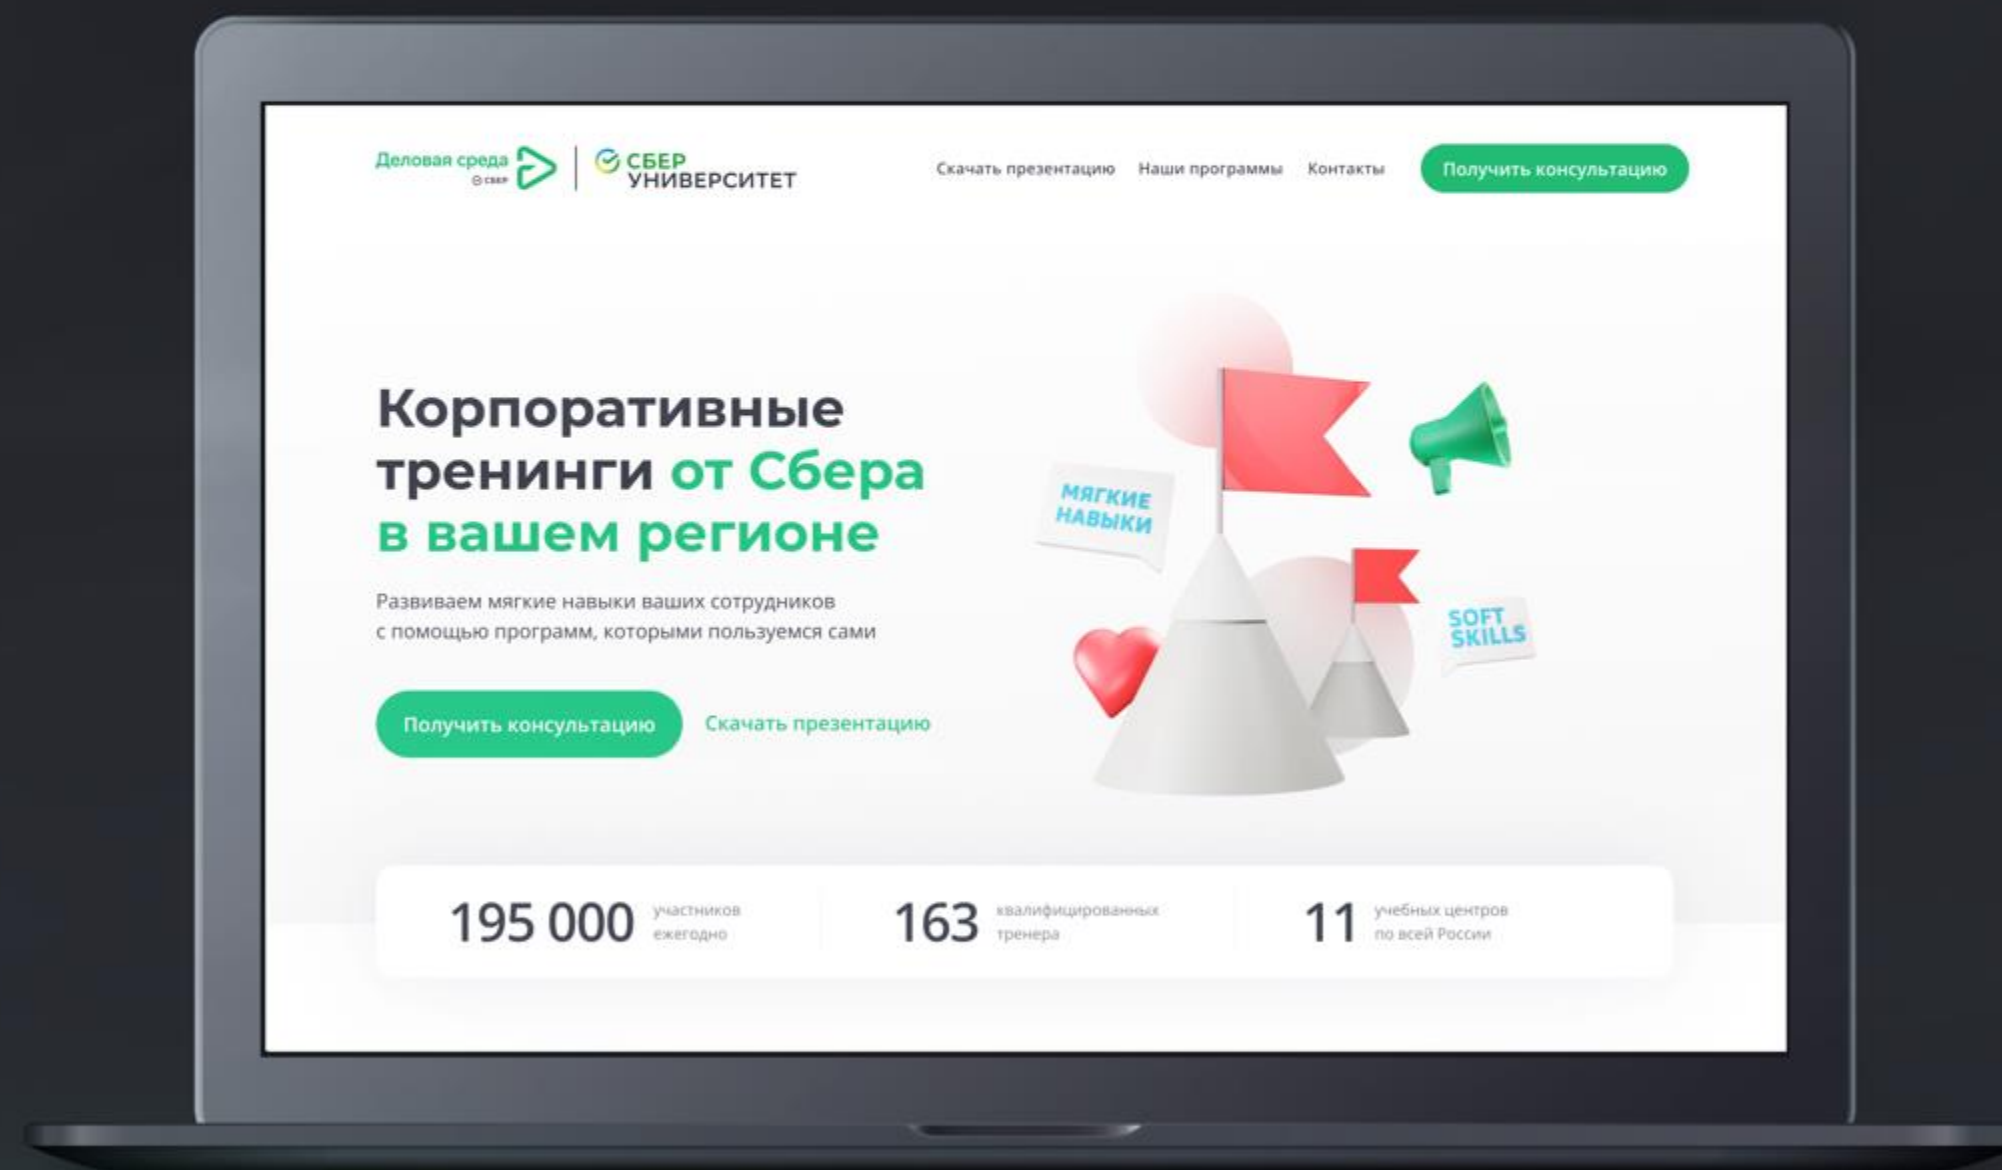 Деловая среда
СБЕР
СБЕР
УНИВЕРСИТЕТ
Скачать презентацию
Наши программы
Контакты
Получить консультацию
Корпоративные
тренинги от Сбера
в вашем регионе
Развиваем мягкие навыки ваших сотрудников
с помощью программ, которыми пользуемся сами
Получить консультацию
Скачать презентацию
МЯГКИЕ
НАВЫКИ
SOFT
SKILLS
195 000
участников
ежегодно
163
квалифицированных
тренера
11
учебных центров
по всей России